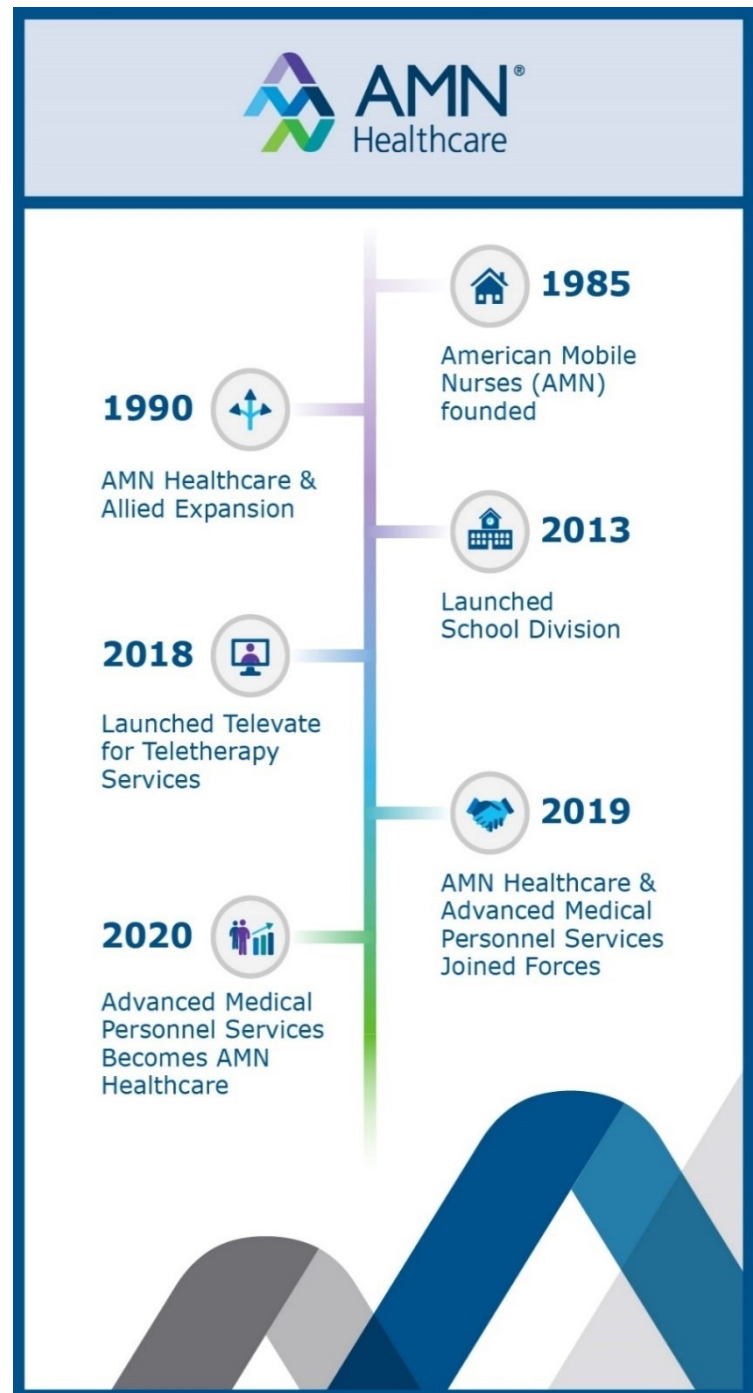 AMN®
Healthcare
1985
American Mobile
Nurses (AMN)
founded
1990
AMN Healthcare &
Allied Expansion
2013
Launched
School Division
2018
Launched Televate
for Teletherapy
Services
2019
AMN Healthcare &
Advanced Medical
Personnel Services
Joined Forces
2020
Advanced Medical
Personnel Services
Becomes AMN
Healthcare